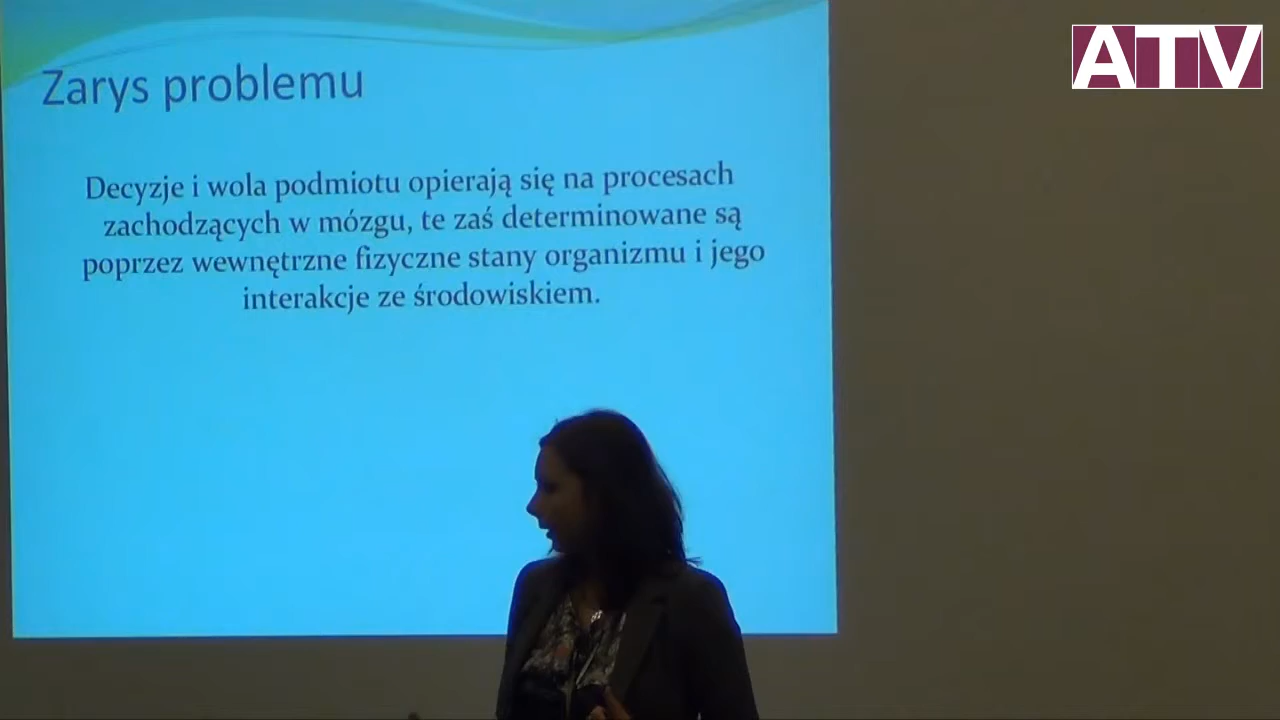 ATV
Zarys problemu
Decyzje i wola podmiotu opierają się na procesach
zachodzących w mózgu, te zaś determinowane są
poprzez wewnętrzne fizyczne stany organizmu i jego
interakcje ze środowiskiem.